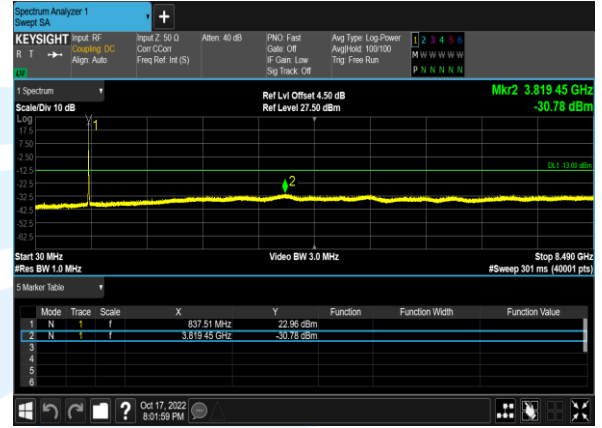 Spectrum Analyzer 1
Swept SA
+
KEYSIGHT
R T
LW
Input: RF
Coupling: DC
Align: Auto
Input Z: 50 Ω
Corr CCorr
Freq Ref: Int (S)
Atten: 40 dB
PNO: Fast
Gate: Off
IF Gain: Low
Sig Track: Off
Avg Type: Log-Power
Avg|Hold: 100/100
Trig: Free Run
1 2 3 4 5 6
M W W W W W
P N N N N N
1 Spectrum
Scale/Div 10 dB
Ref Lvl Offset 4.50 dB
Ref Level 27.50 dBm
Mkr2 3.819 45 GHz
-30.78 dBm
Log
17.5
7.50
-2.50
-12.5
-22.5
-32.5
-42.5
-52.5
-62.5
1
2
DL1 -13.00 dBm
Start 30 MHz
#Res BW 1.0 MHz
Video BW 3.0 MHz
Stop 8.490 GHz
#Sweep 301 ms (40001 pts)
5 Marker Table
Mode Trace Scale X Y Function Function Width Function Value
1 N 1 f 837.51 MHz 22.96 dBm
2 N 1 f 3.819 45 GHz -30.78 dBm
3
4
5
6
?
Oct 17, 2022
8:01:59 PM